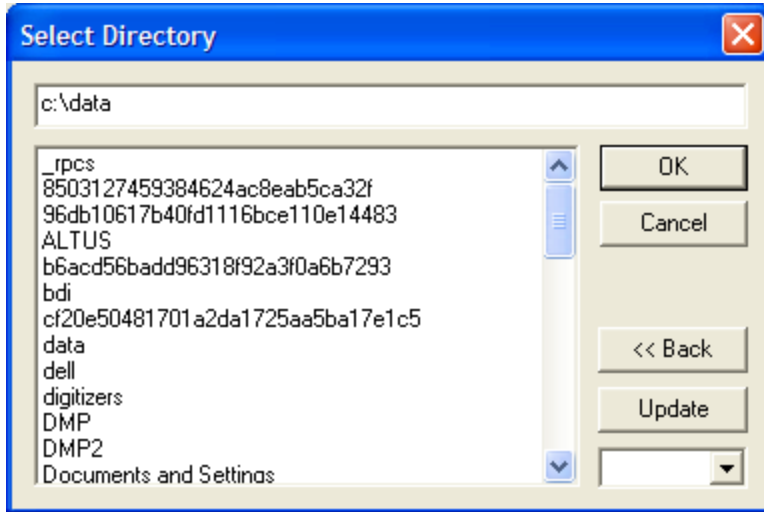 Select Directory
c:\data
_rpcs
8503127459384624ac8eab5ca32f
96db10617b40fd1116bce110e14483
ALTUS
b6acd56badd96318f92a3f0a6b7293
bdi
cf20e50481701a2da1725aa5ba17e1c5
data
dell
digitizers
DMP
DMP2
Documents and Settings
OK
Cancel
<< Back
Update